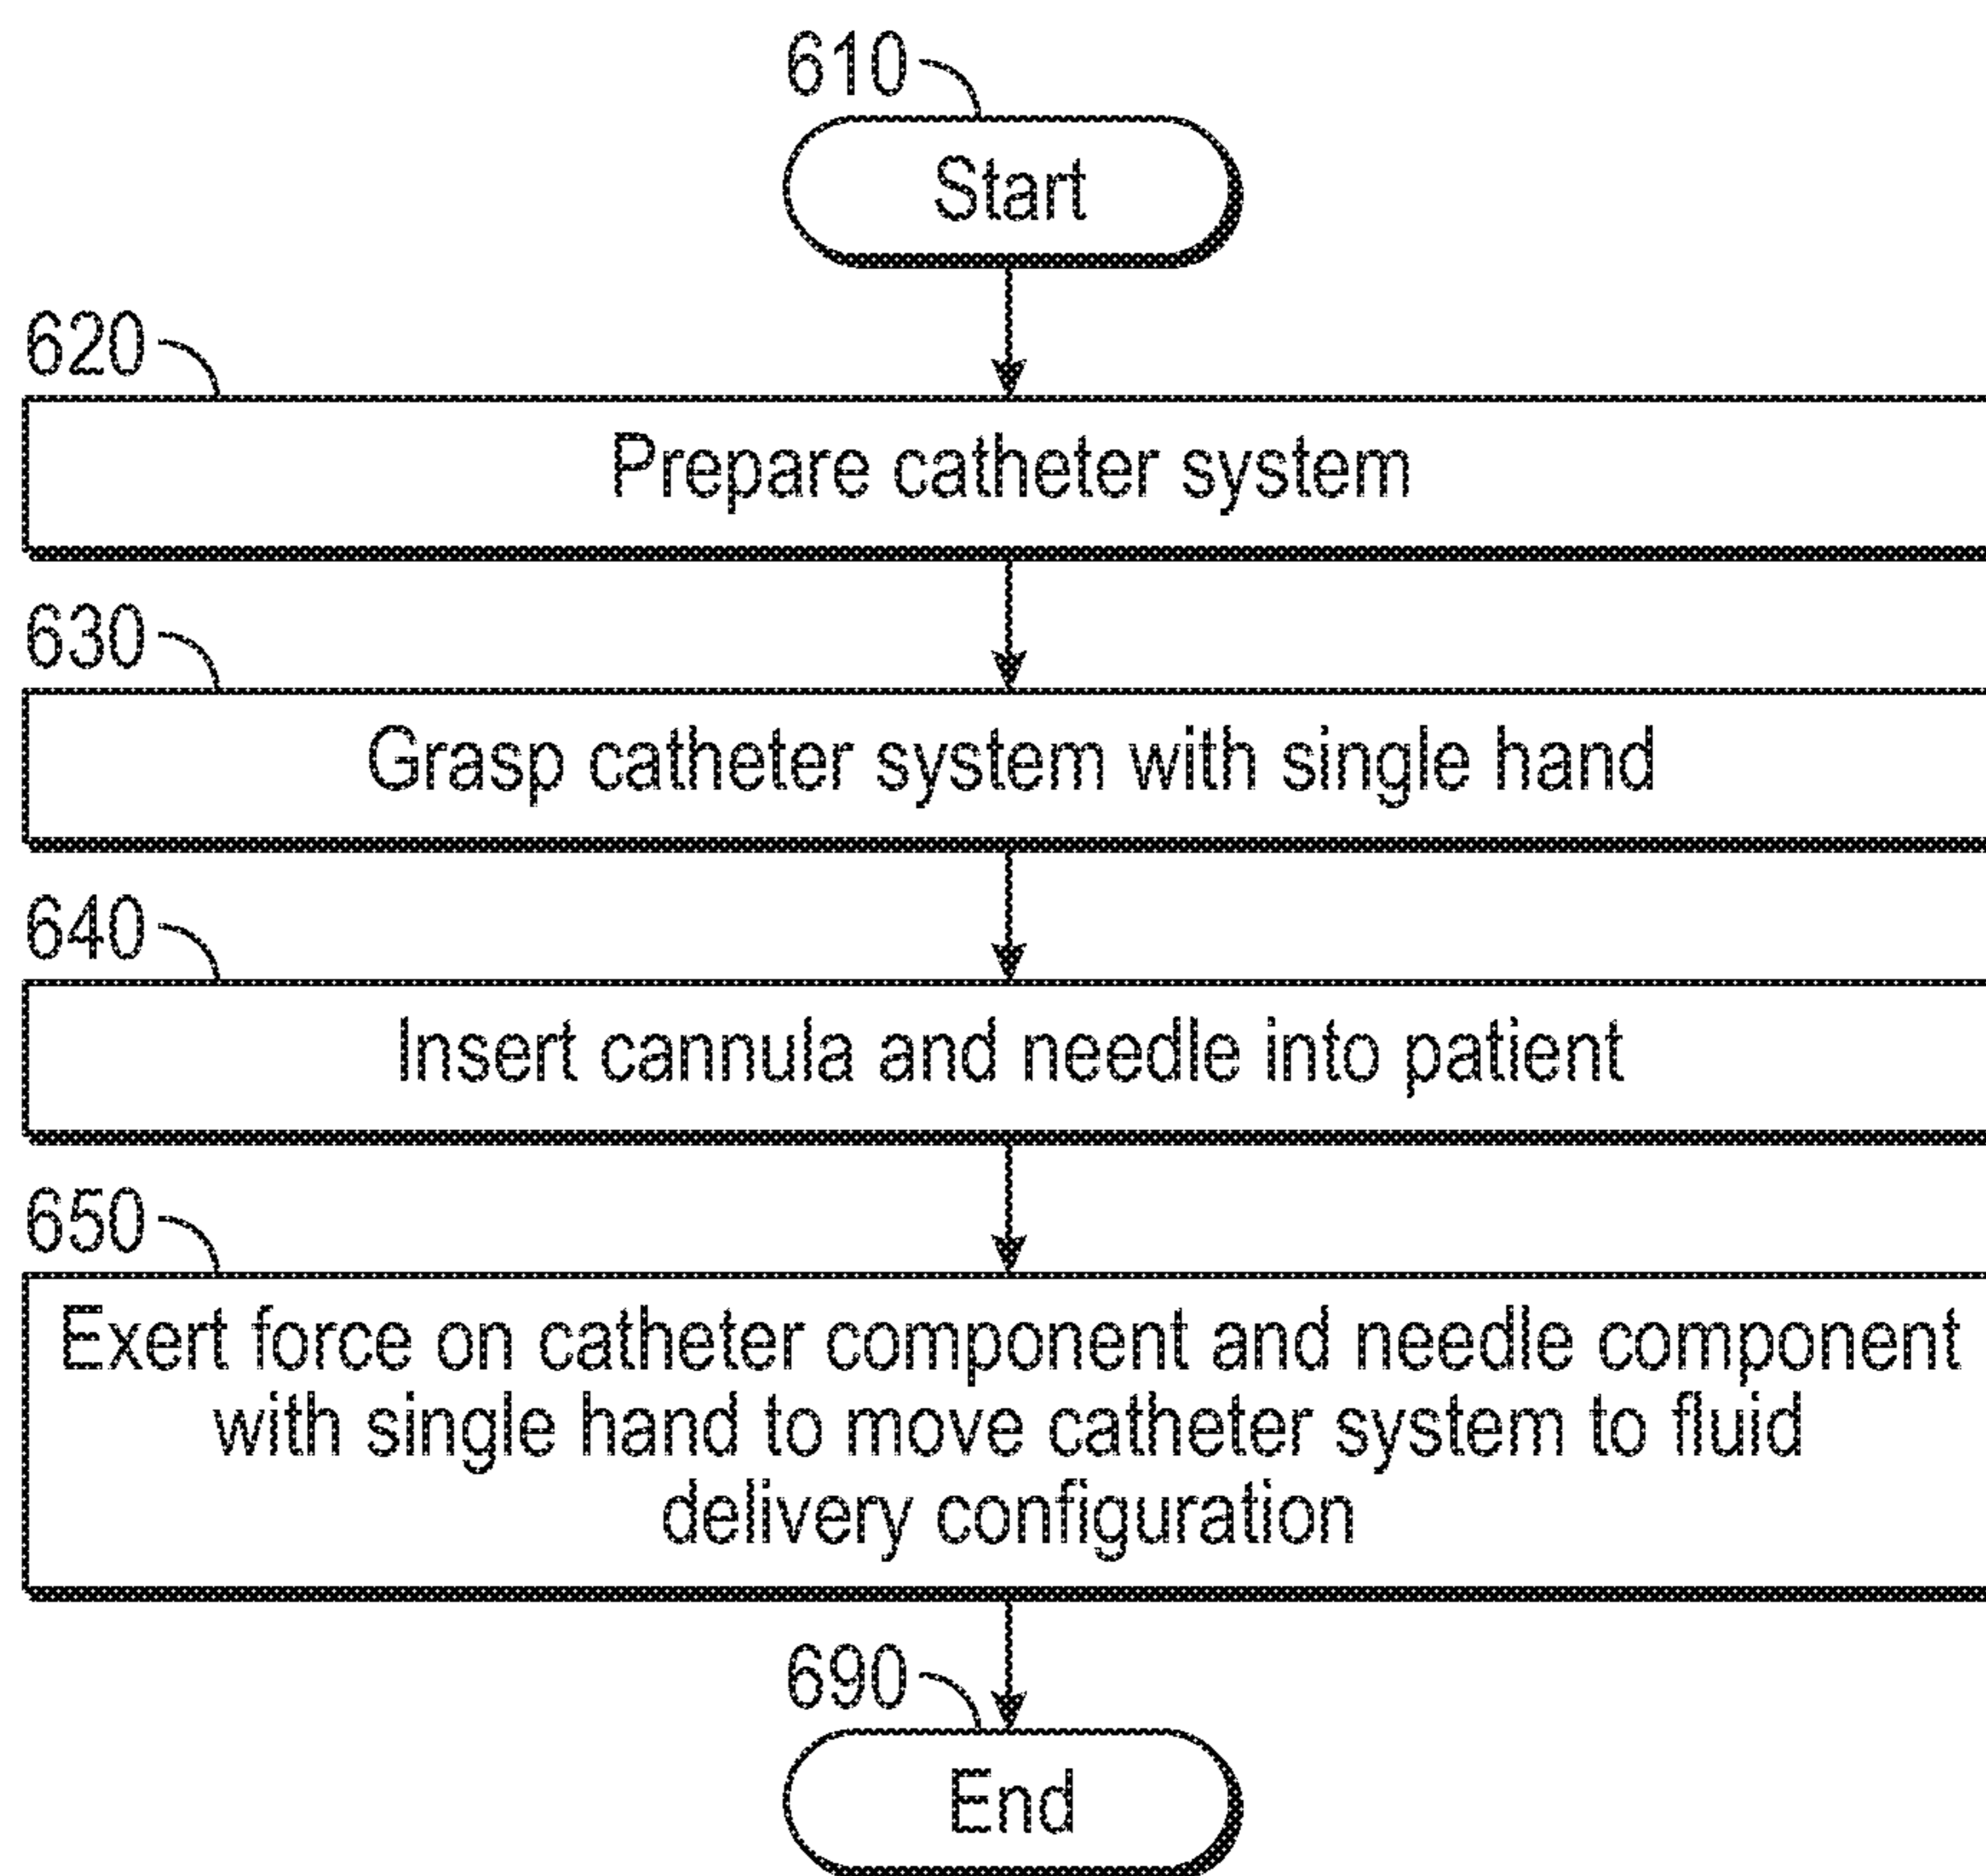 610
Start
620
Prepare catheter system
630
Grasp catheter system with single hand
640
Insert cannula and needle into patient
650
Exert force on catheter component and needle component
with single hand to move catheter system to fluid
delivery configuration
690
End